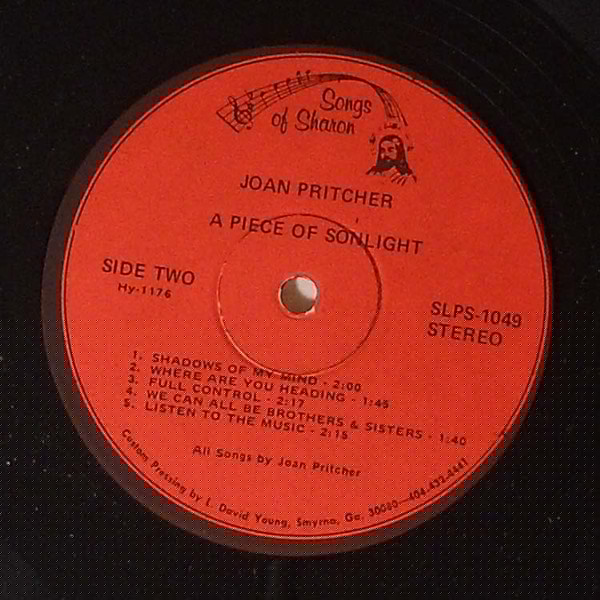 Songs
of Sharon
JOAN PRITCHER
A PIECE OF SONLIGHT
SIDE TWO
Hy-1176
SLPS-1049
STEREO
1. SHADOWS OF MY MIND - 2:00
2. WHERE ARE YOU HEADING - 1:45
3. FULL CONTROL - 2:17
4. WE CAN ALL BE BROTHERS & SISTERS - 1:40
5. LISTEN TO THE MUSIC - 2:15
All Songs by Joan Pritcher
Custom Pressing by I. David Young, Smyrna, Ga. 30080—404-432-4441